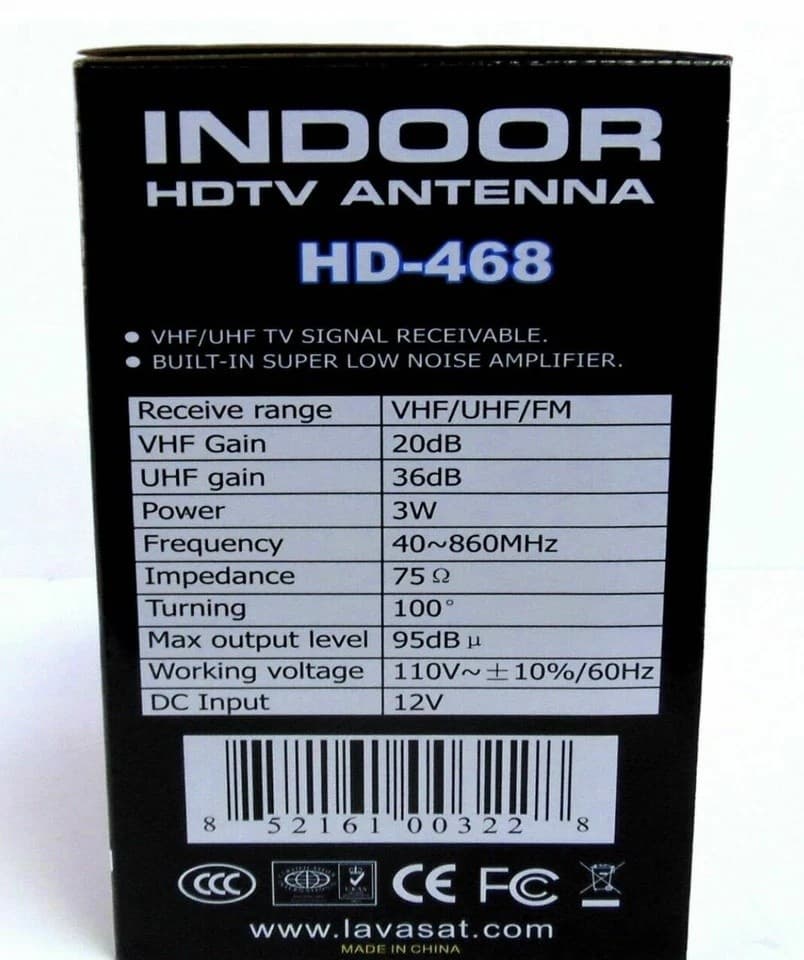 INDOOR
HDTV ANTENNA
HD-468
● VHF/UHF TV SIGNAL RECEIVABLE.
● BUILT-IN SUPER LOW NOISE AMPLIFIER.
Receive range VHF/UHF/FM
VHF Gain 20dB
UHF gain 36dB
Power 3W
Frequency 40~860MHz
Impedance 75Ω
Turning 100°
Max output level 95dBμ
Working voltage 110V~±10%/60Hz
DC Input 12V
8 52161 00322 8
CCC CE FC
www.lavasat.com
MADE IN CHINA